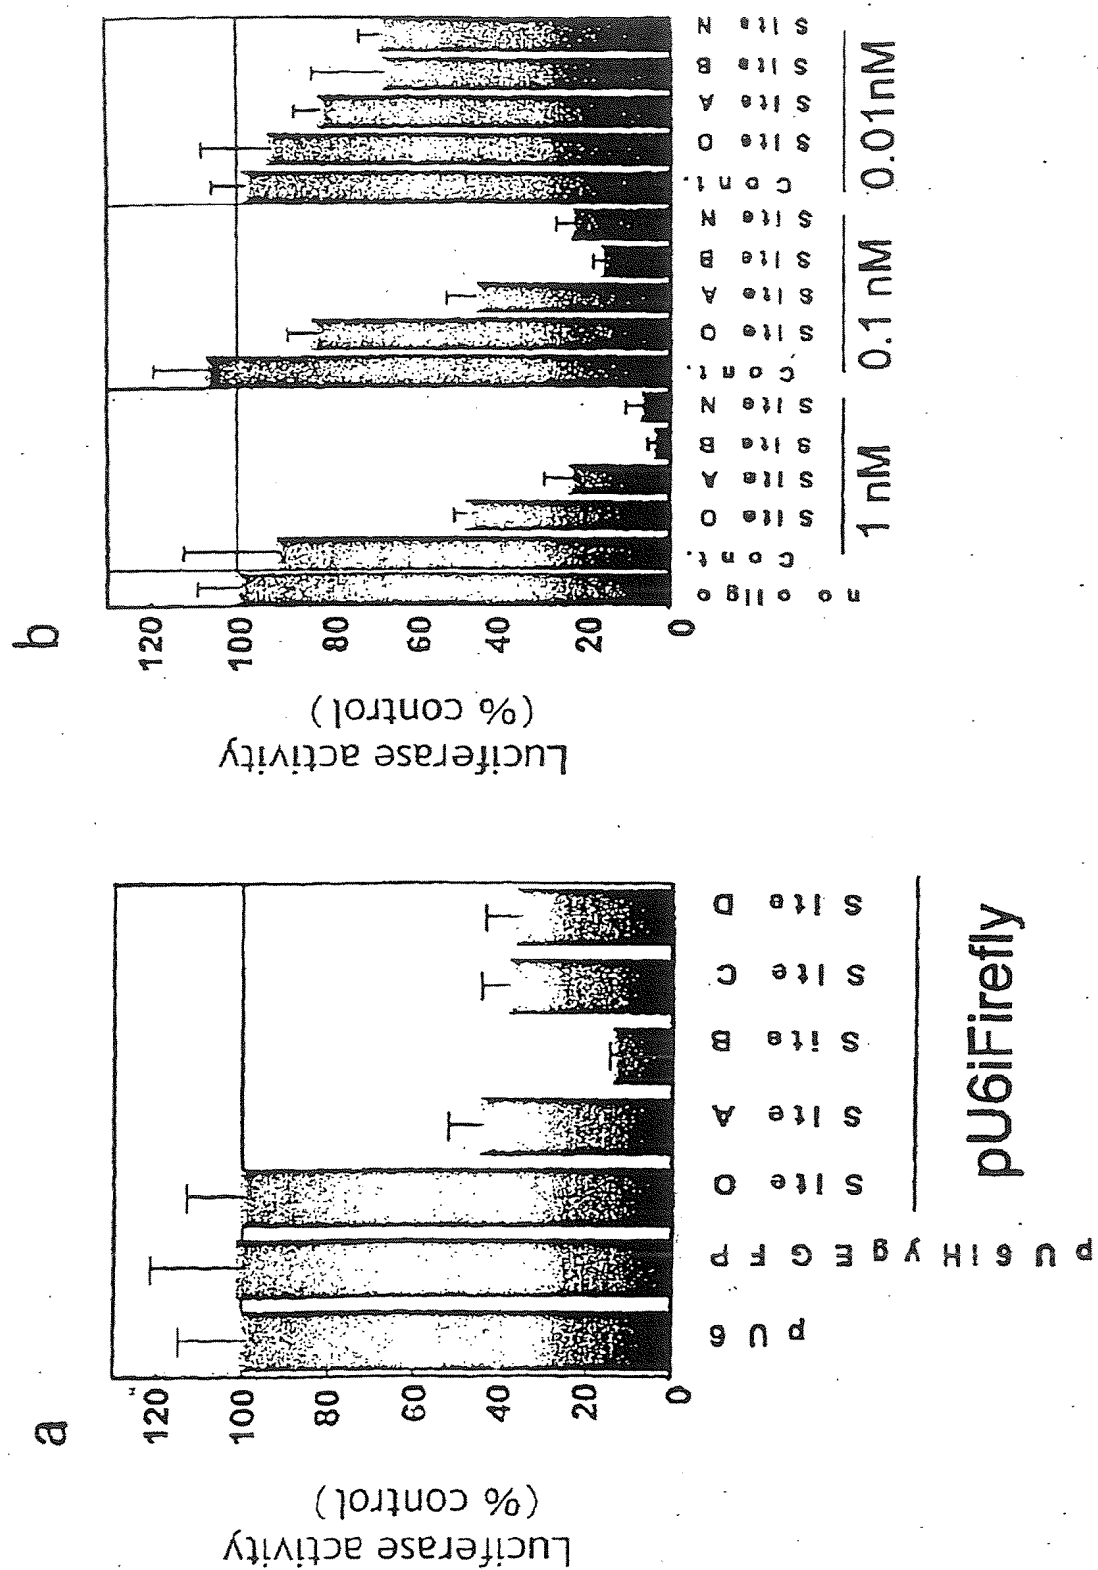 a
Luciferase activity
(% control)
120
100
80
60
40
20
0
pU6
pU6iHygEGFP
Site O
Site A
Site B
Site C
Site D
pU6iFirefly
b
Luciferase activity
(% control)
120
100
80
60
40
20
0
no oligo
Cont.
Site O
Site A
Site B
Site N
Cont.
Site O
Site A
Site B
Site N
Cont.
Site O
Site A
Site B
Site N
1 nM
0.1 nM
0.01nM